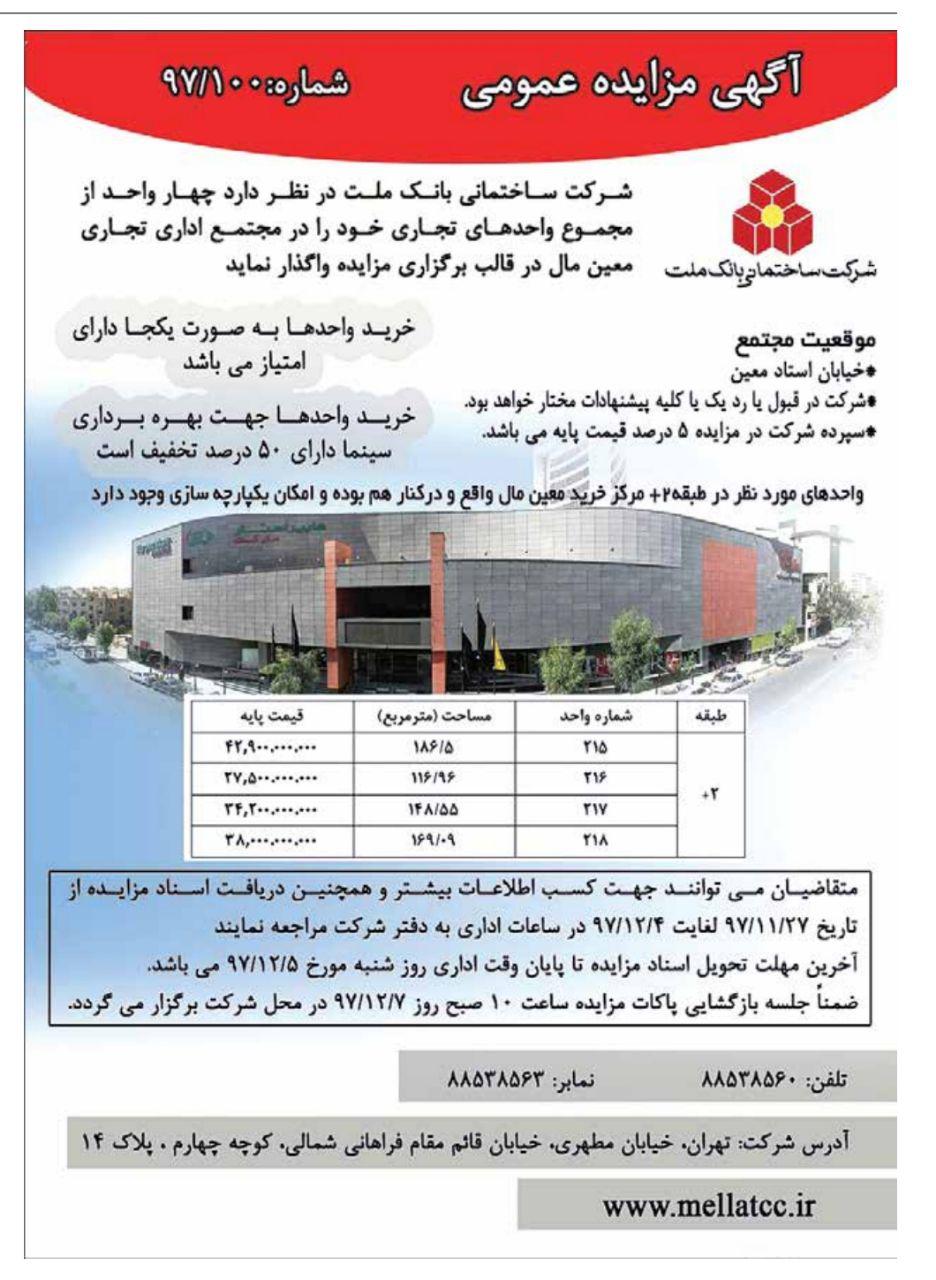 آگهی مزایده عمومی شماره:۹۷/۱۰۰
شرکت ساختمانی بانک ملت در نظر دارد چهار واحد از
مجموع واحدهای تجاری خود را در مجتمع اداری تجاری
معین مال در قالب برگزاری مزایده واگذار نماید
شرکت ساختمانی بانک ملت
موقعیت مجتمع
*خیابان استاد معین
*شرکت در قبول یا رد یک یا کلیه پیشنهادات مختار خواهد بود.
*سپرده شرکت در مزایده ۵ درصد قیمت پایه می باشد.
خرید واحدها به صورت یکجا دارای
امتیاز می باشد
خرید واحدها جهت بهره برداری
سینما دارای ۵۰ درصد تخفیف است
واحدهای مورد نظر در طبقه۲+ مرکز خرید معین مال واقع و درکنار هم بوده و امکان یکپارچه سازی وجود دارد
هایپراستار
مارکت
طبقه شماره واحد مساحت (مترمربع) قیمت پایه
۲+
۲۱۵ ۱۸۶/۵ ۴۲,۹۰۰,۰۰۰,۰۰۰
۲۱۶ ۱۱۶/۹۶ ۲۷,۵۰۰,۰۰۰,۰۰۰
۲۱۷ ۱۴۸/۵۵ ۳۴,۲۰۰,۰۰۰,۰۰۰
۲۱۸ ۱۶۹/۰۹ ۳۸,۰۰۰,۰۰۰,۰۰۰
متقاضیان می توانند جهت کسب اطلاعات بیشتر و همچنین دریافت اسناد مزایده از
تاریخ ۹۷/۱۱/۲۷ لغایت ۹۷/۱۲/۴ در ساعات اداری به دفتر شرکت مراجعه نمایند
آخرین مهلت تحویل اسناد مزایده تا پایان وقت اداری روز شنبه مورخ ۹۷/۱۲/۵ می باشد.
ضمناً جلسه بازگشایی پاکات مزایده ساعت ۱۰ صبح روز ۹۷/۱۲/۷ در محل شرکت برگزار می گردد.
تلفن: ۸۸۵۳۸۵۶۰ نمابر: ۸۸۵۳۸۵۶۳
آدرس شرکت: تهران، خیابان مطهری، خیابان قائم مقام فراهانی شمالی، کوچه چهارم ، پلاک ۱۴
www.mellatcc.ir